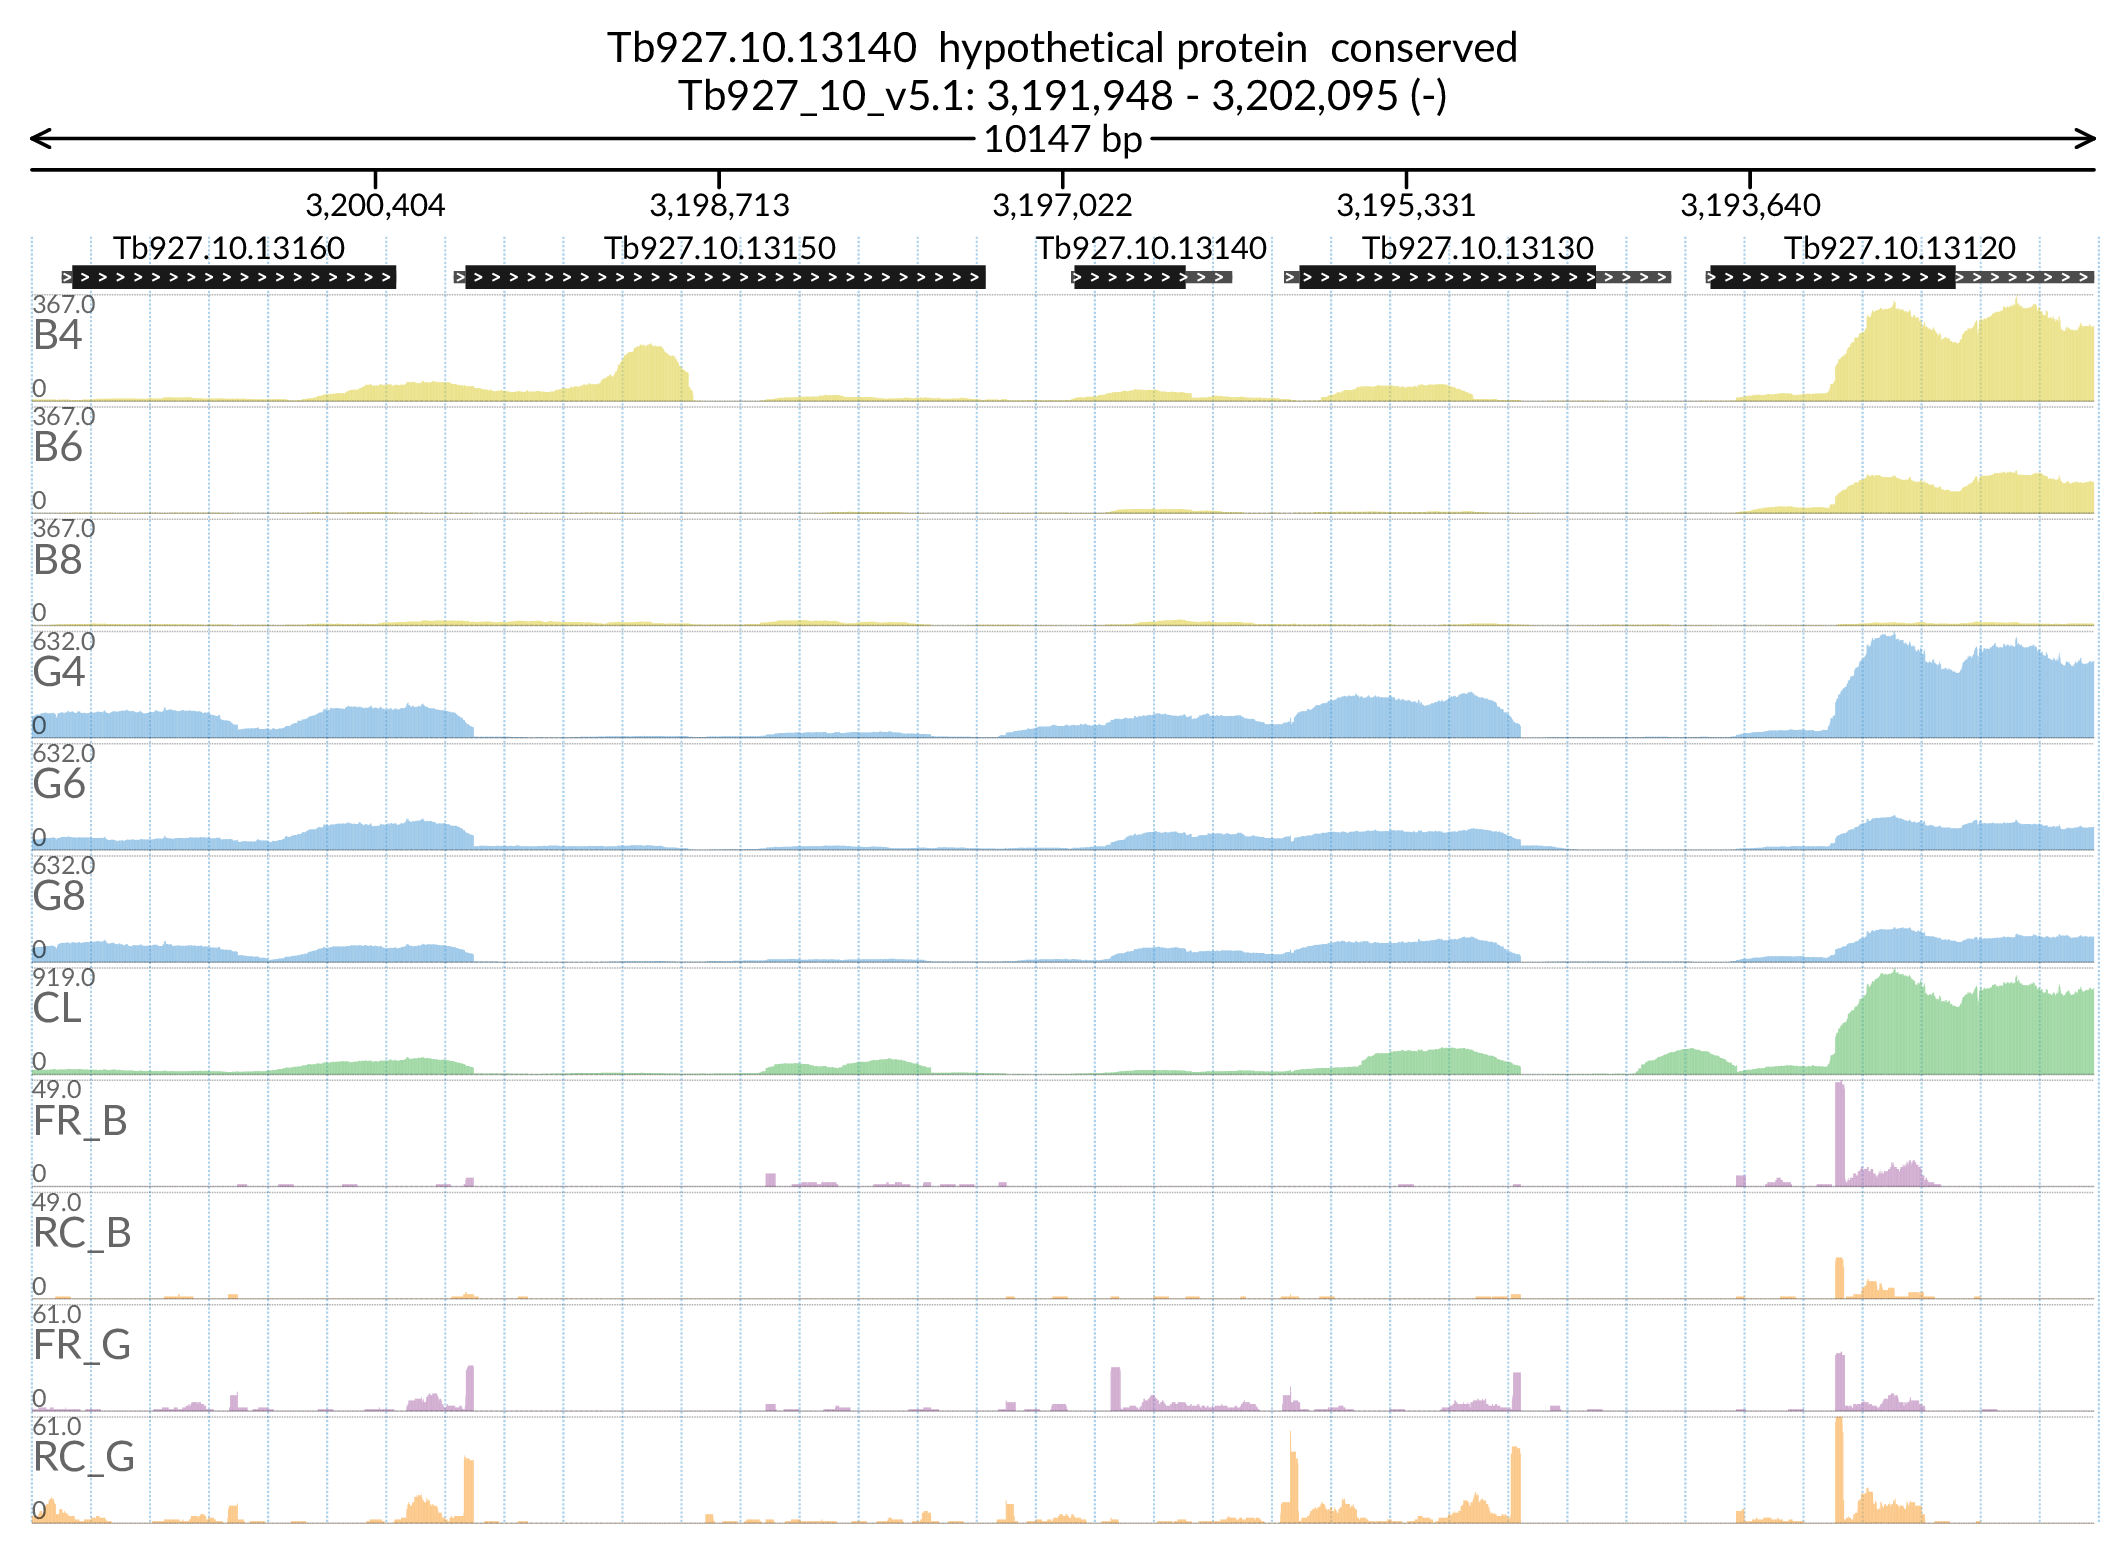 Tb927.10.13140 hypothetical protein conserved
Tb927_10_v5.1: 3,191,948 - 3,202,095 (-)
10147 bp
3,200,404 3,198,713 3,197,022 3,195,331 3,193,640
Tb927.10.13160 Tb927.10.13150 Tb927.10.13140 Tb927.10.13130 Tb927.10.13120
367.0
B4
0
367.0
B6
0
367.0
B8
0
632.0
G4
0
632.0
G6
0
632.0
G8
0
919.0
CL
0
49.0
FR_B
0
49.0
RC_B
0
61.0
FR_G
0
61.0
RC_G
0